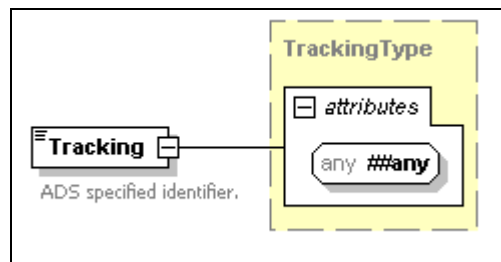 TrackingType
attributes
Tracking
any ##any
ADS specified identifier.